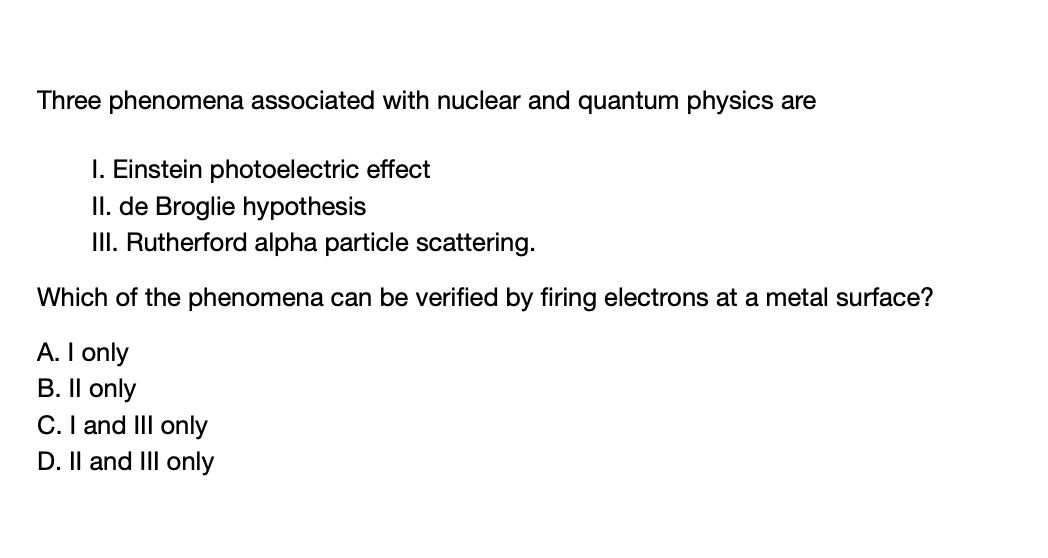 Three phenomena associated with nuclear and quantum physics are
I. Einstein photoelectric effect
II. de Broglie hypothesis
III. Rutherford alpha particle scattering.
Which of the phenomena can be verified by firing electrons at a metal surface?
A. I only
B. II only
C. I and III only
D. II and III only